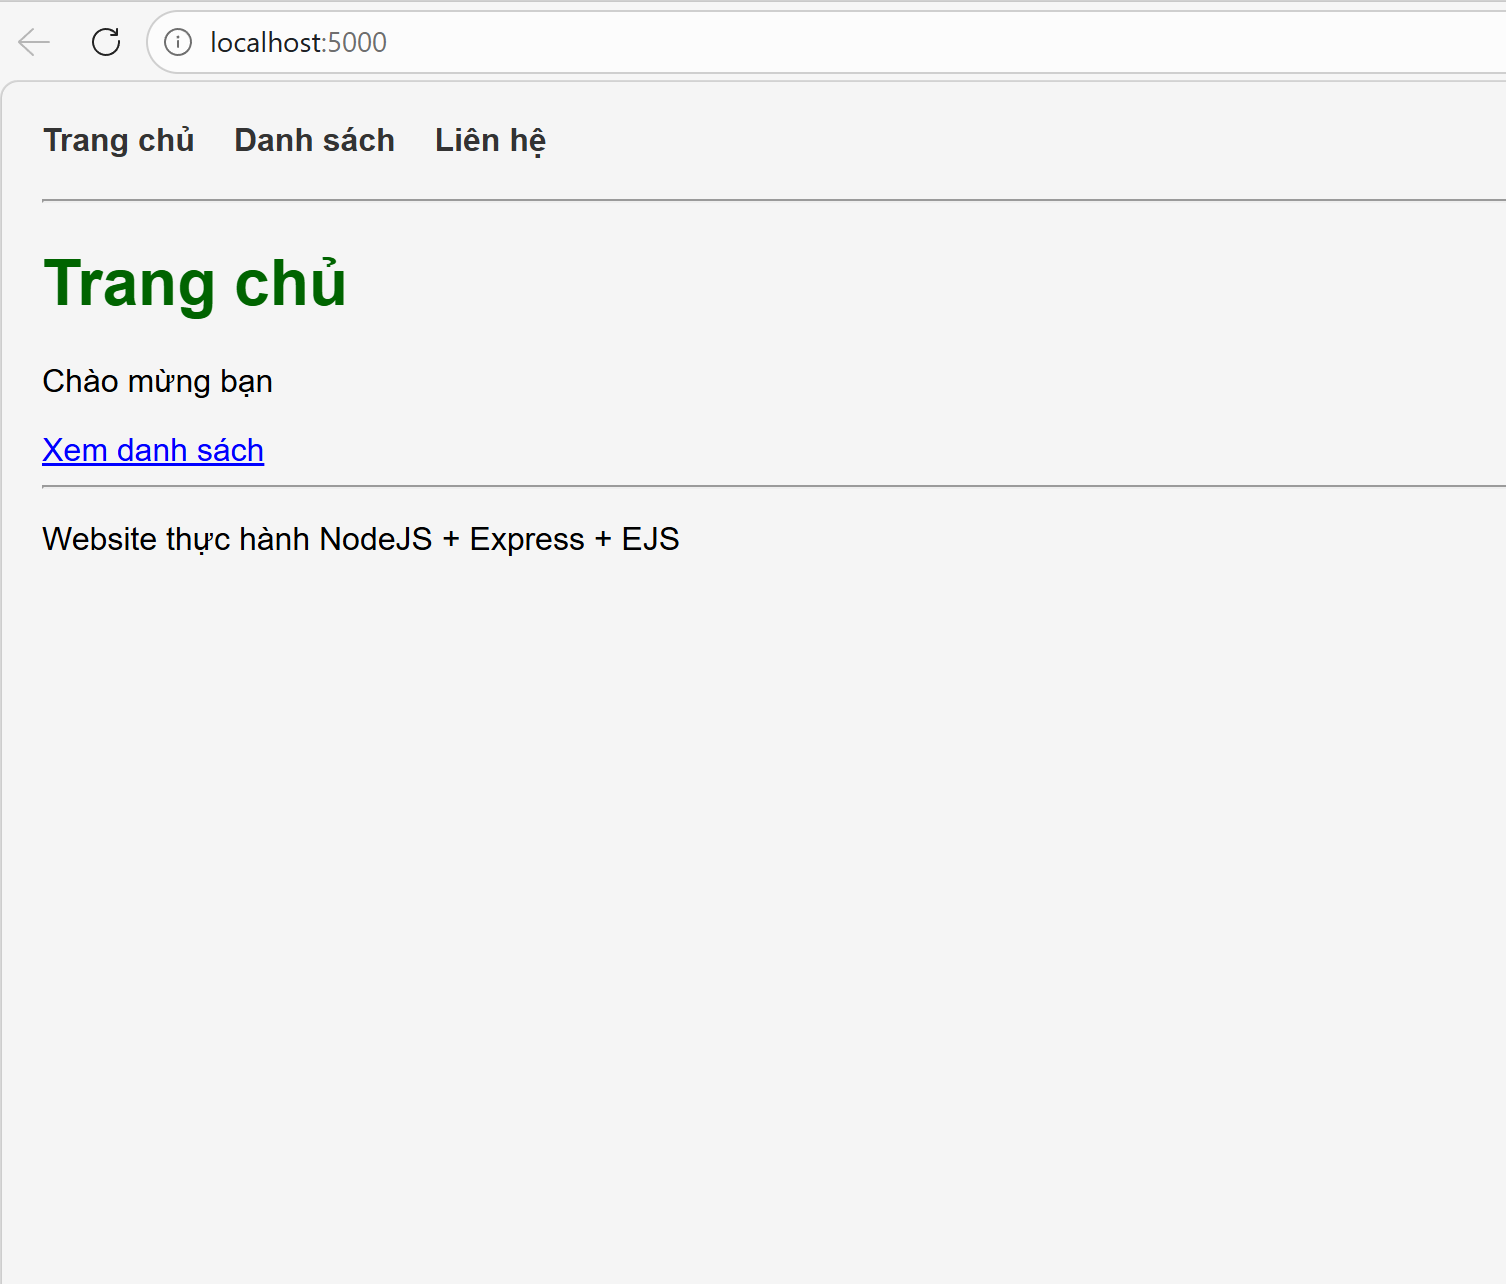 localhost:5000
Trang chủ Danh sách Liên hệ
Trang chủ
Chào mừng bạn
Xem danh sách
Website thực hành NodeJS + Express + EJS